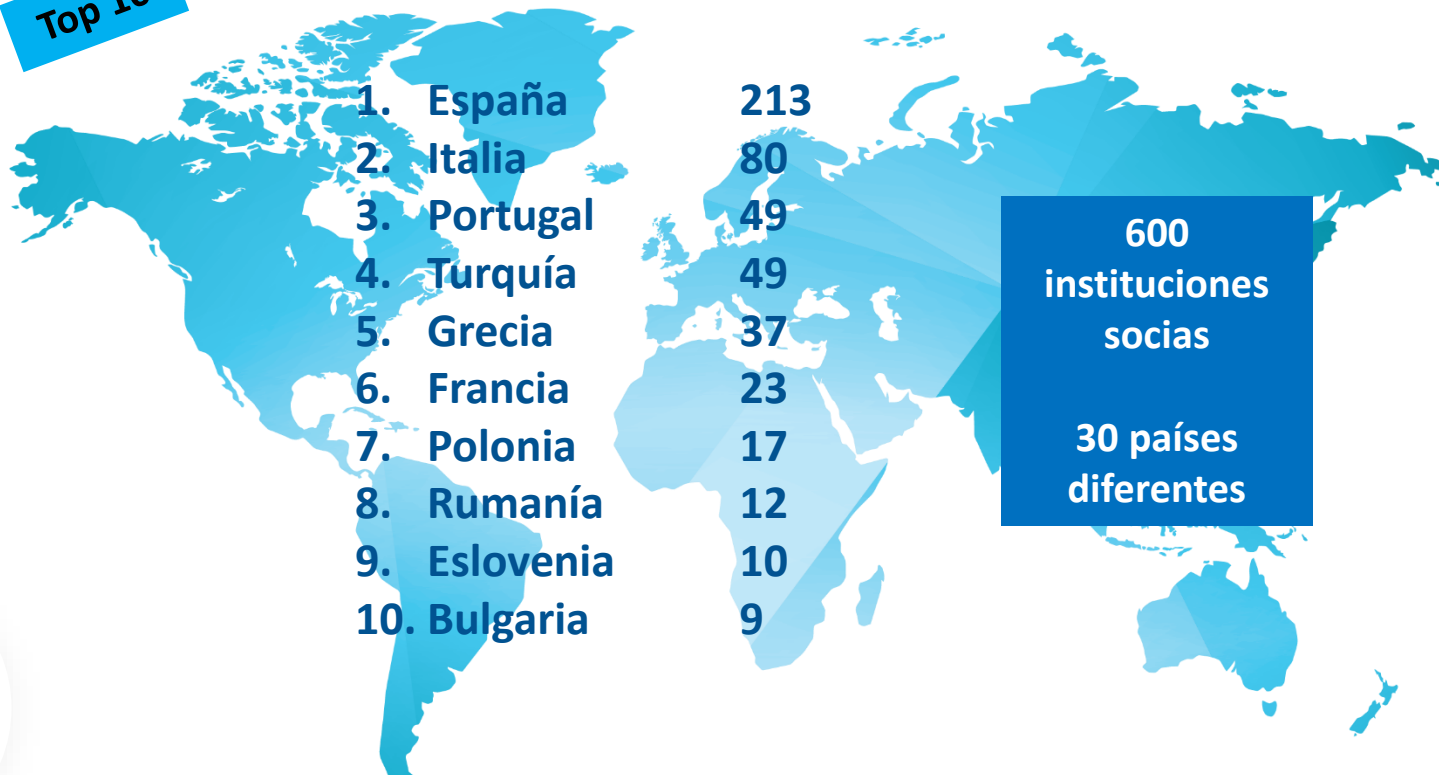 Top 10
1. España 213
2. Italia 80
3. Portugal 49
4. Turquía 49
5. Grecia 37
6. Francia 23
7. Polonia 17
8. Rumanía 12
9. Eslovenia 10
10. Bulgaria 9
600
instituciones
socias
30 países
diferentes